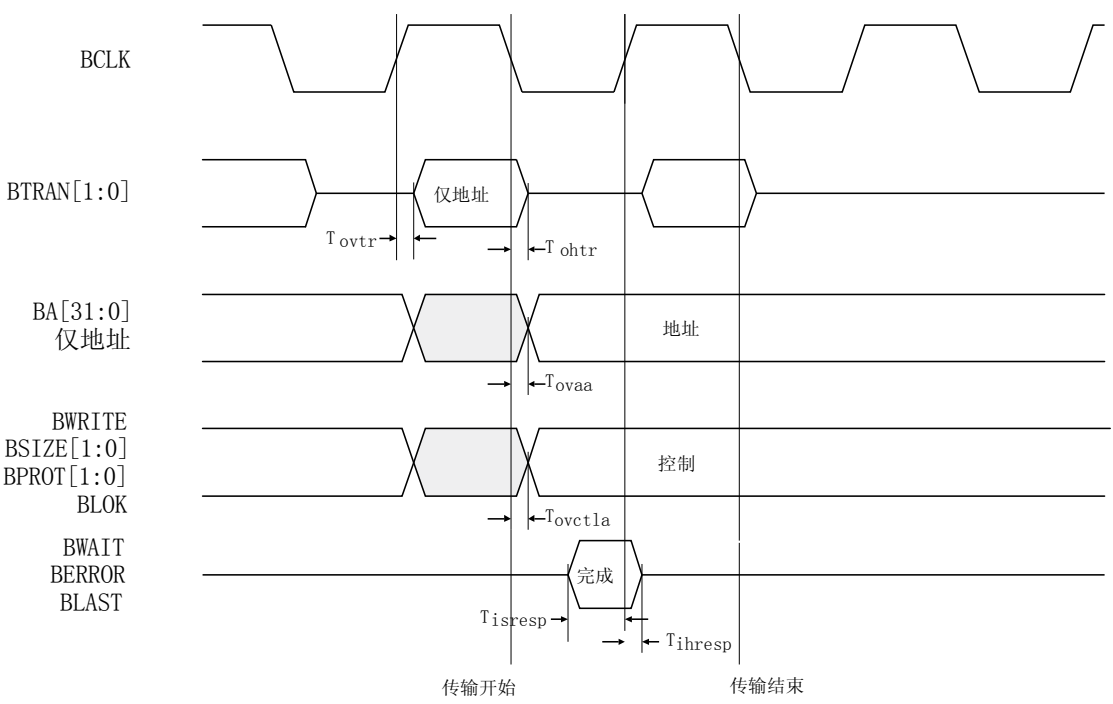 BCLK
BTRAN[1:0]
仅地址
Tovtr
Tohtr
BA[31:0]
仅地址
地址
Tovaa
BWRITE
BSIZE[1:0]
BPROT[1:0]
BLOK
控制
Tovctla
BWAIT
BERROR
BLAST
完成
Tisresp
Tihresp
传输开始
传输结束